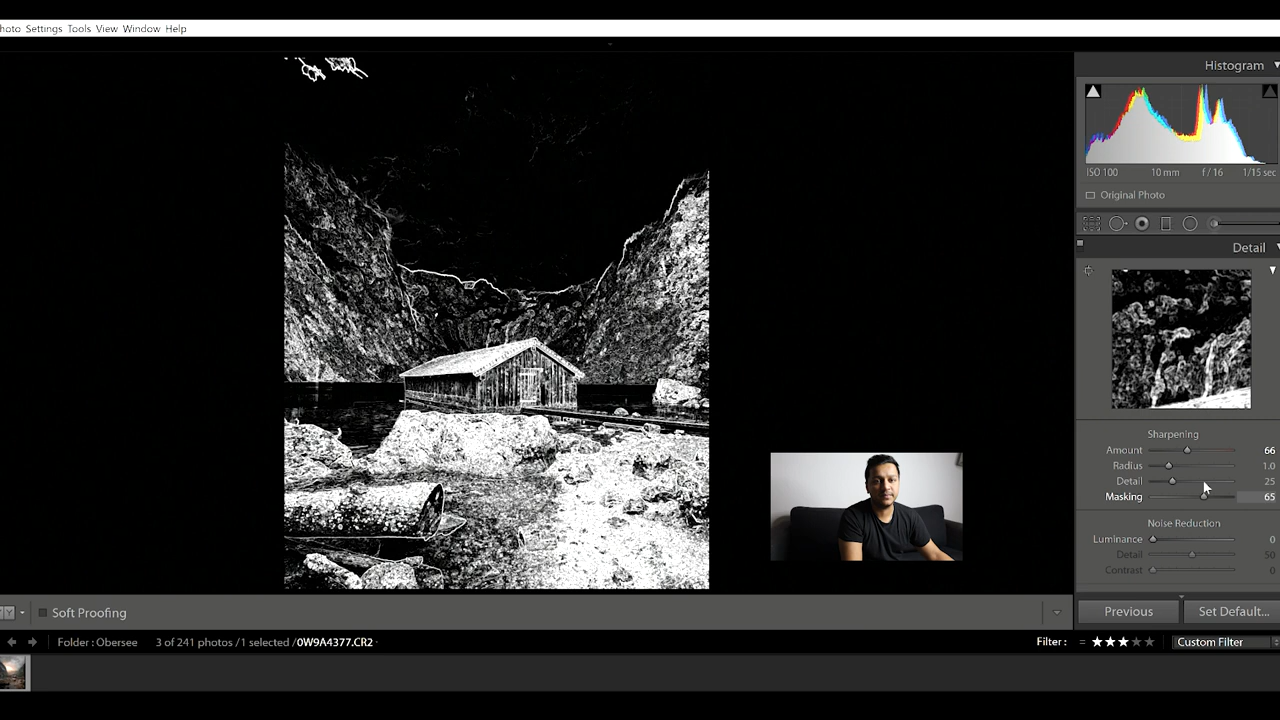 hoto Settings Tools View Window Help
Histogram
ISO 100 10 mm f / 16 1/15 sec
Original Photo
Detail
Sharpening
Amount 66
Radius 1.0
Detail 25
Masking 65
Noise Reduction
Luminance 0
Detail 50
Contrast 0
Previous Set Default...
Y Soft Proofing
Folder : Obersee 3 of 241 photos / 1 selected / 0W9A4377.CR2
Filter : = ★★★★★ Custom Filter